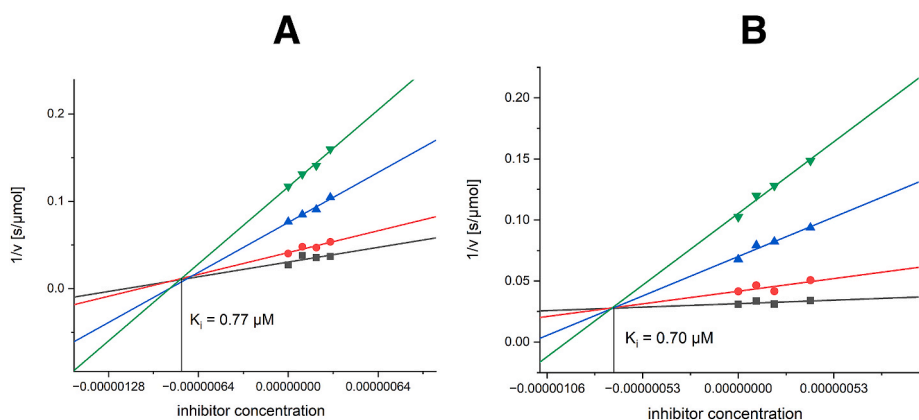 A
B
1/v [s/μmol]
0.2
0.1
0.0
Kᵢ = 0.77 μM
−0.00000128
−0.00000064
0.00000000
0.00000064
inhibitor concentration
1/v [s/μmol]
0.20
0.15
0.10
0.05
0.00
Kᵢ = 0.70 μM
−0.00000106
−0.00000053
0.00000000
0.00000053
inhibitor concentration